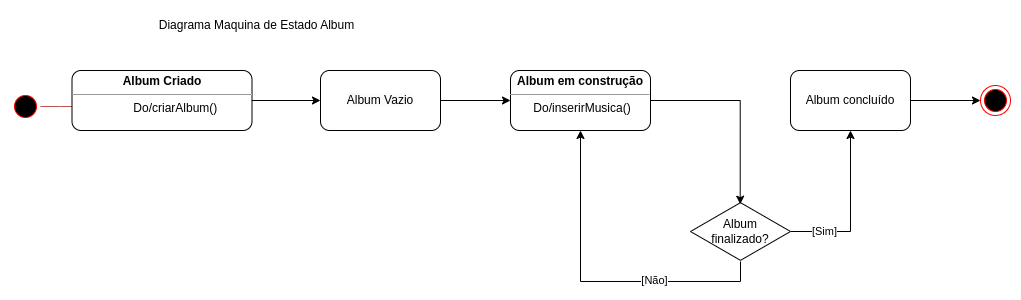 Diagrama Maquina de Estado Album
Album Criado
Do/criarAlbum()
Album Vazio
Album em construção
Do/inserirMusica()
Album concluído
Album
finalizado?
[Sim]
[Não]